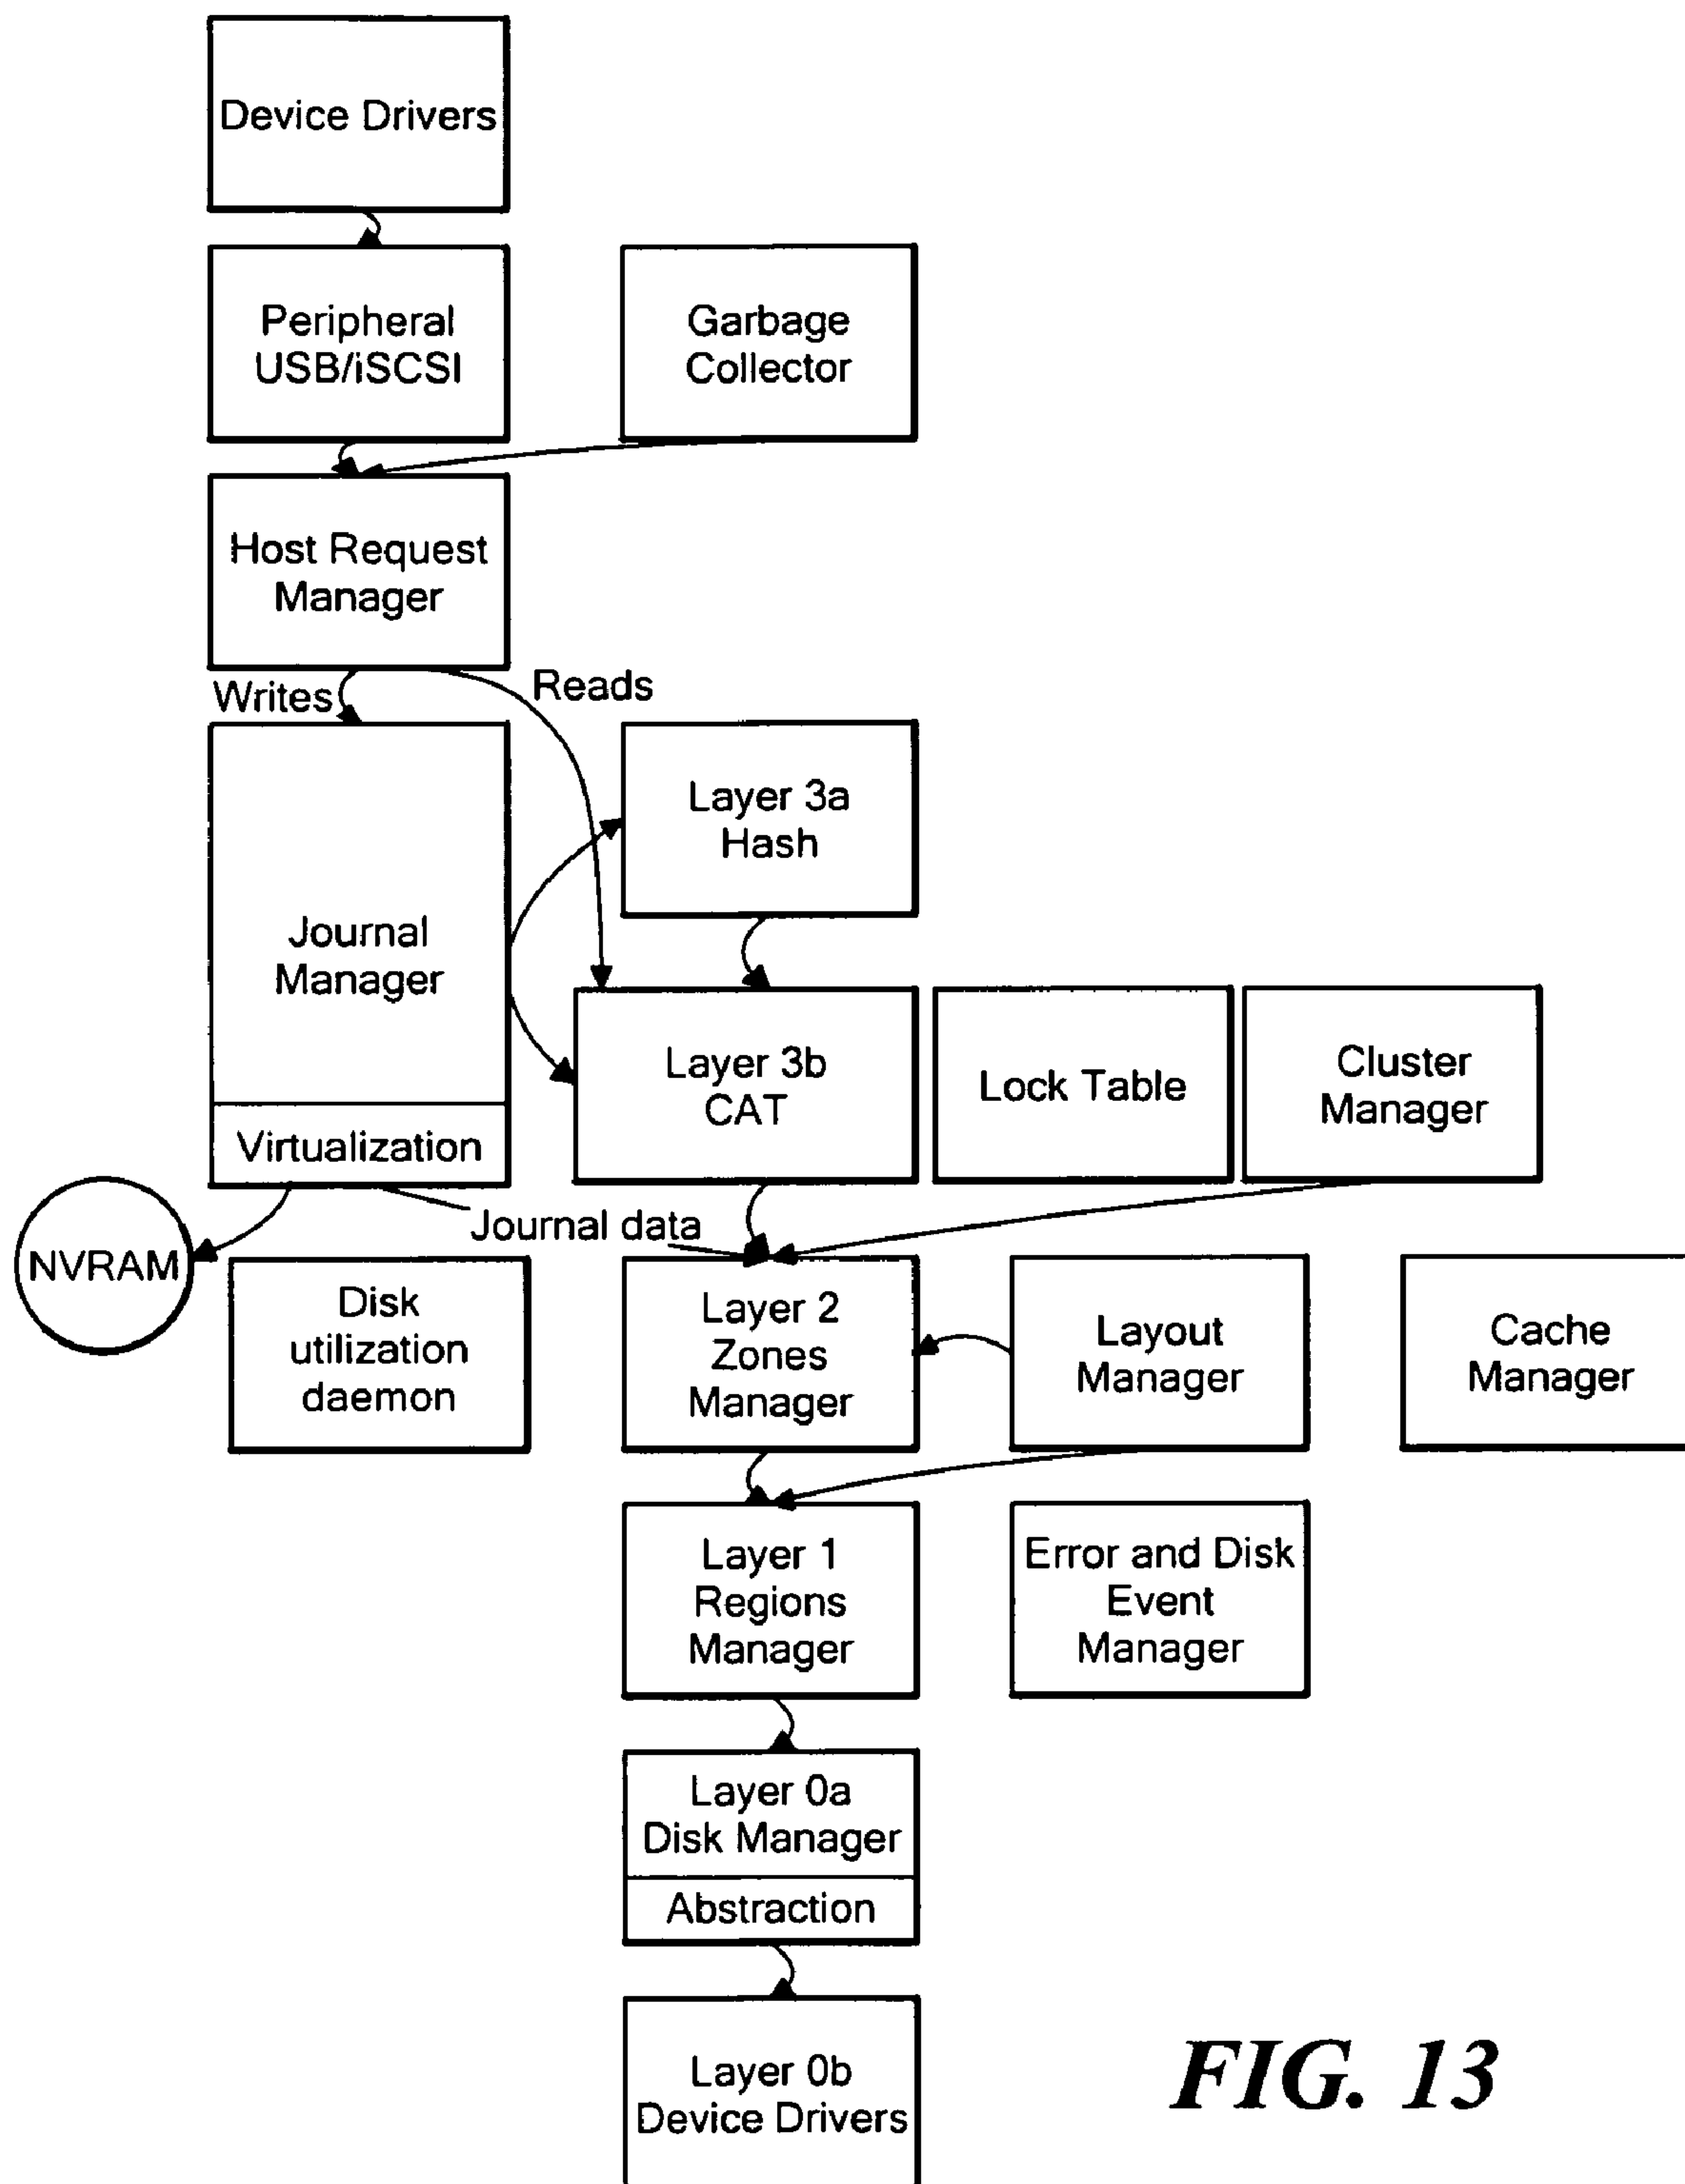 Device Drivers
Peripheral
USB/iSCSI
Garbage
Collector
Host Request
Manager
Writes
Reads
Layer 3a
Hash
Journal
Manager
Virtualization
Layer 3b
CAT
Lock Table
Cluster
Manager
Journal data
NVRAM
Disk
utilization
daemon
Layer 2
Zones
Manager
Layout
Manager
Cache
Manager
Layer 1
Regions
Manager
Error and Disk
Event
Manager
Layer 0a
Disk Manager
Abstraction
Layer 0b
Device Drivers
FIG. 13